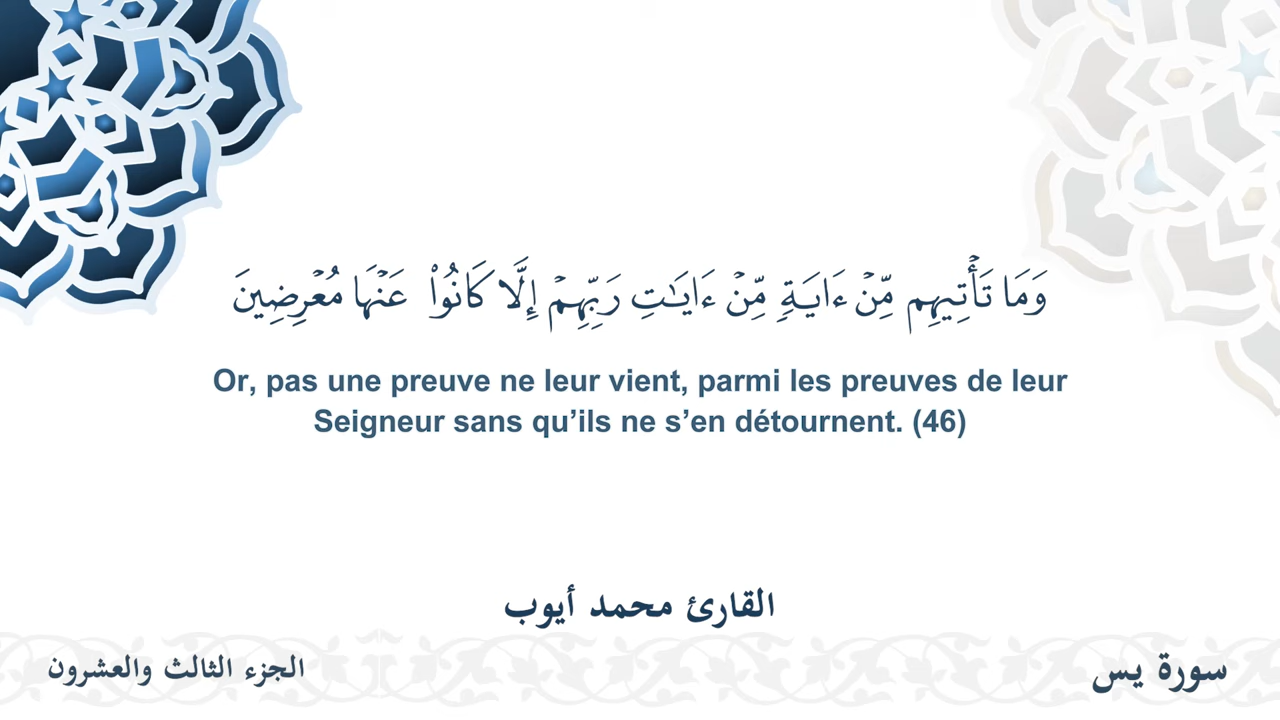 وَمَا تَأْتِيهِم مِّنْ ءَايَةٍ مِّنْ ءَايَـٰتِ رَبِّهِمْ إِلَّا كَانُوا۟ عَنْهَا مُعْرِضِينَ
Or, pas une preuve ne leur vient, parmi les preuves de leur
Seigneur sans qu’ils ne s’en détournent. (46)
القارئ محمد أيوب
سورة يس
الجزء الثالث والعشرون